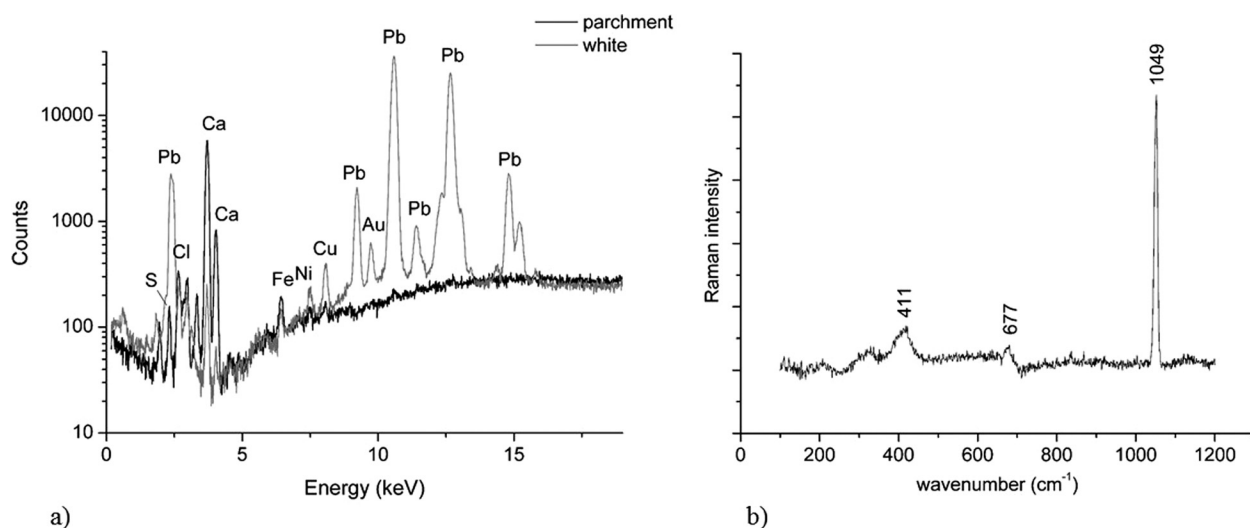 parchment
white
Pb
Pb
Ca
Pb
Pb
Ca
Pb
Au
Pb
Cl
S
Fe
Ni
Cu
10000
1000
100
10
Counts
0
5
10
15
Energy (keV)
a)
1049
411
677
Raman intensity
0
200
400
600
800
1000
1200
wavenumber (cm-1)
b)